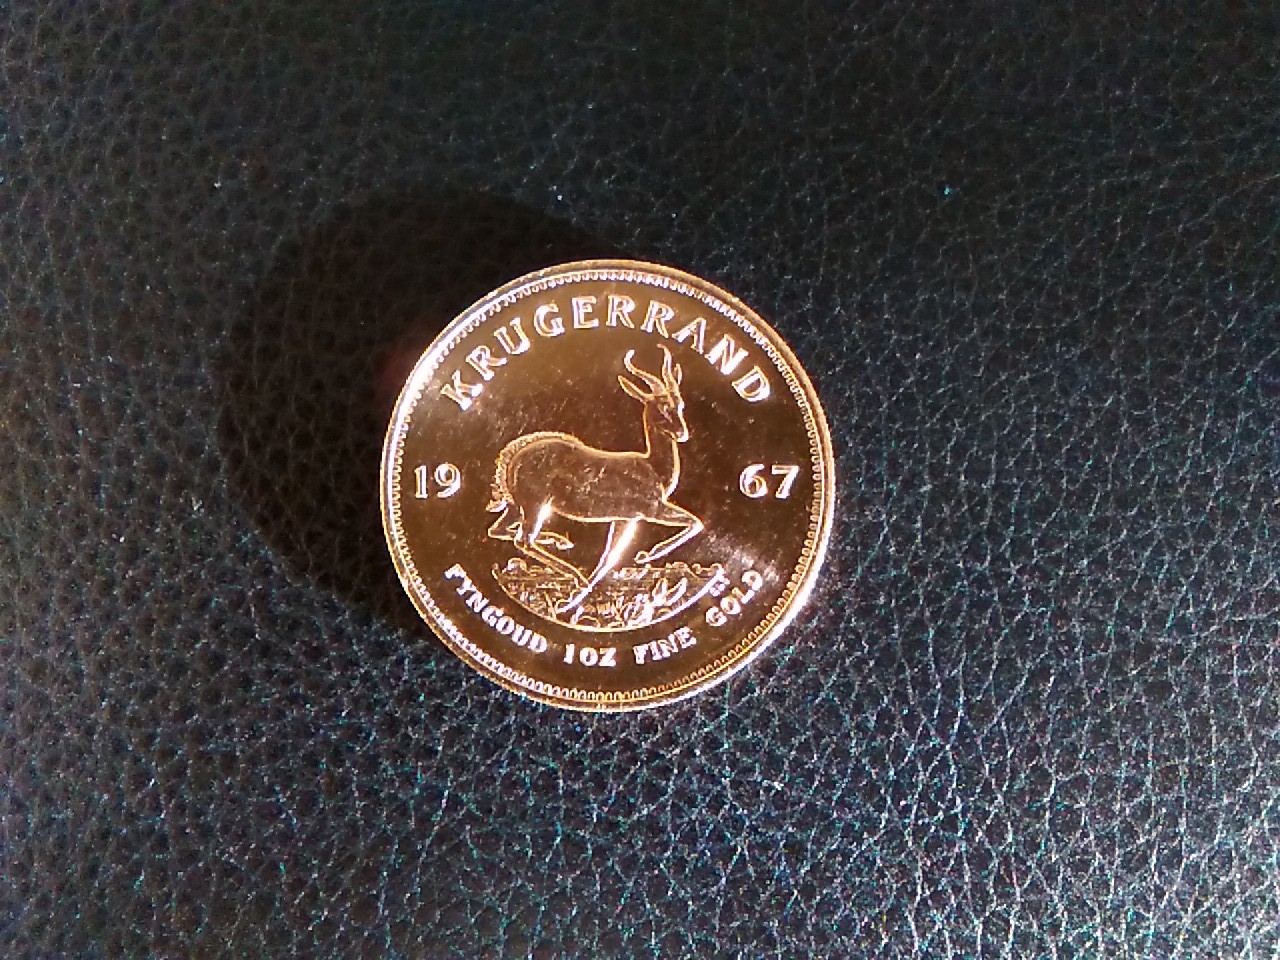 KRUGERRAND
19 67
FYNGOUD 1OZ FINE GOLD